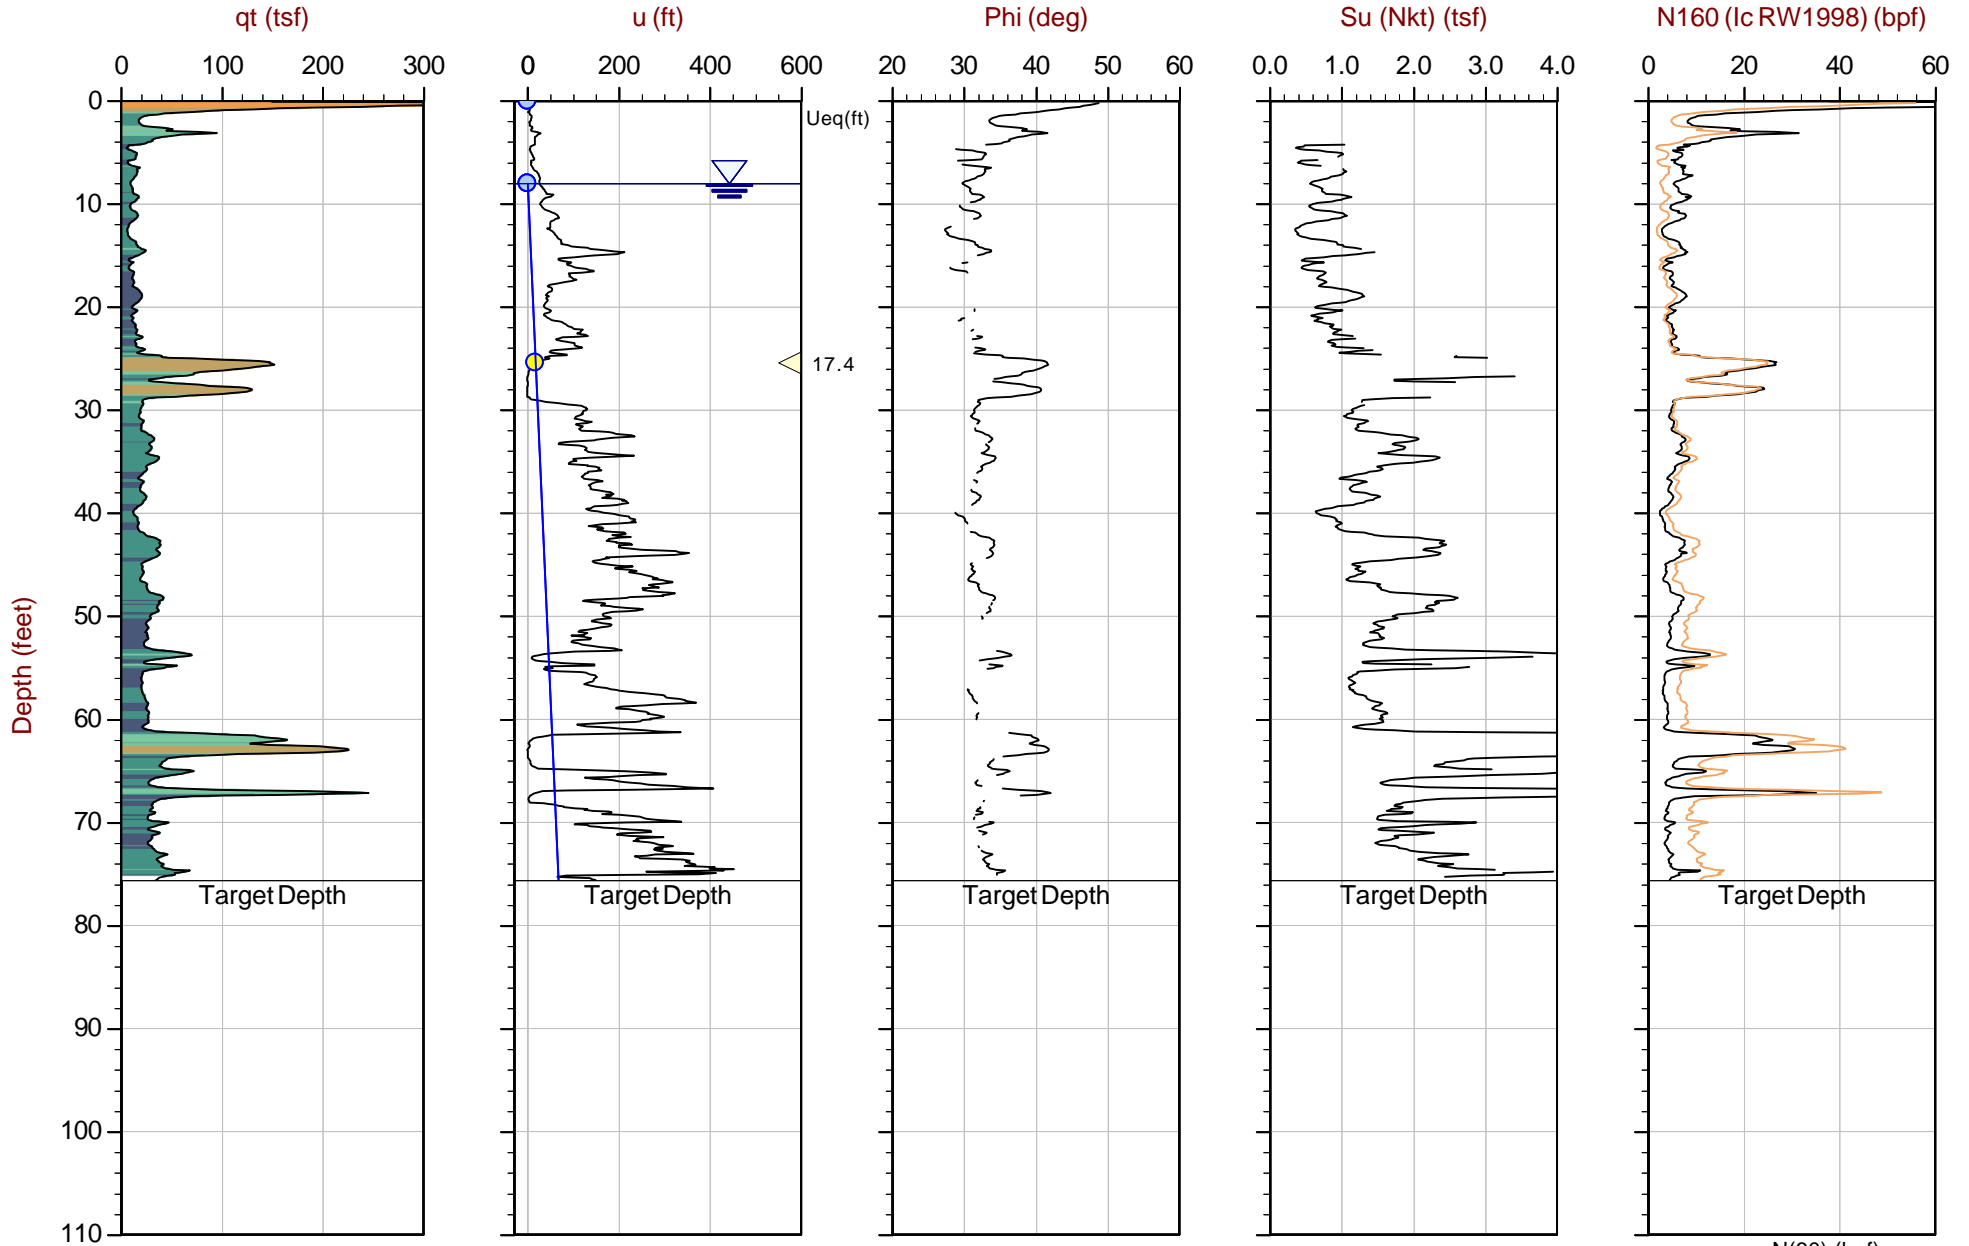 qt (tsf) u (ft) Phi (deg) Su (Nkt) (tsf) N160 (Ic RW1998) (bpf)
0 100 200 300 0 200 400 600 20 30 40 50 60 0.0 1.0 2.0 3.0 4.0 0 20 40 60
0
Ueq(ft)
10
20
17.4
30
40
50
Depth (feet)
60
70
Target Depth Target Depth Target Depth Target Depth Target Depth
80
90
100
110